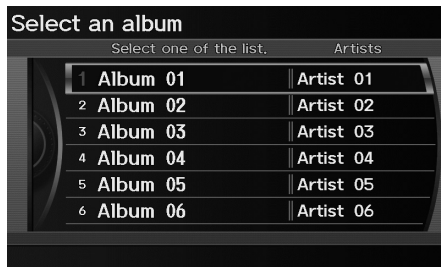 Select an album
Select one of the list. Artists
1 Album 01 Artist 01
2 Album 02 Artist 02
3 Album 03 Artist 03
4 Album 04 Artist 04
5 Album 05 Artist 05
6 Album 06 Artist 06